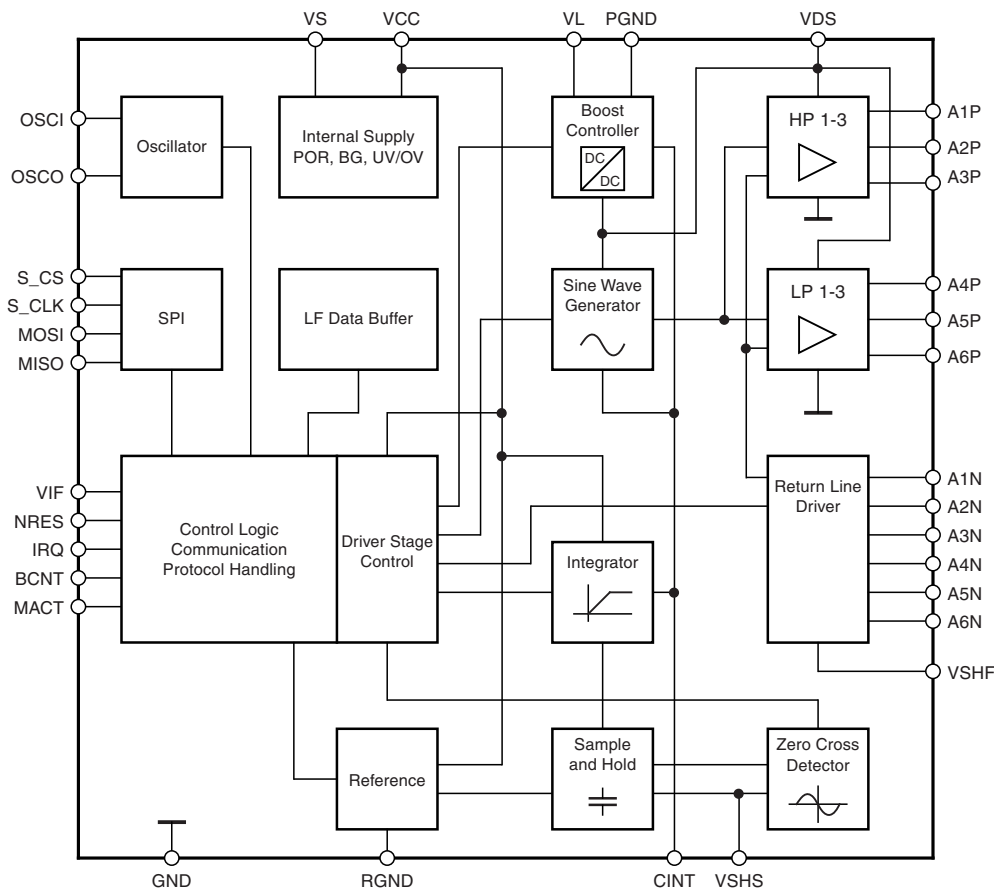 VS
VCC
VL
PGND
VDS
OSCI
OSCO
Oscillator
Internal Supply
POR, BG, UV/OV
Boost
Controller
DC
DC
HP 1-3
A1P
A2P
A3P
S_CS
S_CLK
MOSI
MISO
SPI
LF Data Buffer
Sine Wave
Generator
LP 1-3
A4P
A5P
A6P
VIF
NRES
IRQ
BCNT
MACT
Control Logic
Communication
Protocol Handling
Driver Stage
Control
Integrator
Return Line
Driver
A1N
A2N
A3N
A4N
A5N
A6N
VSHF
Reference
Sample
and Hold
Zero Cross
Detector
GND
RGND
CINT
VSHS